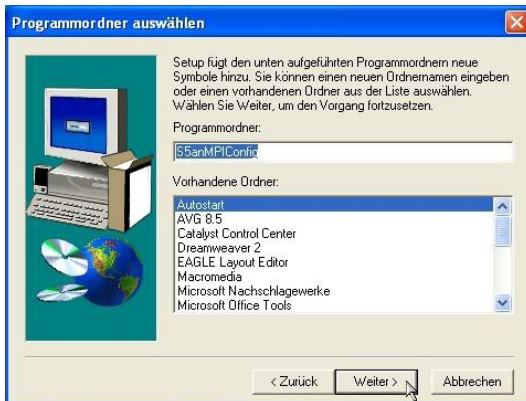 Programmordner auswählen
Setup fügt den unten aufgeführten Programmordnern neue
Symbole hinzu. Sie können einen neuen Ordnernamen eingeben
oder einen vorhandenen Ordner aus der Liste auswählen.
Wählen Sie Weiter, um den Vorgang fortzusetzen.
Programmordner:
S5anMPIConfig
Vorhandene Ordner:
Autostart
AVG 8.5
Catalyst Control Center
Dreamweaver 2
EAGLE Layout Editor
Macromedia
Microsoft Nachschlagewerke
Microsoft Office Tools
< Zurück Weiter > Abbrechen